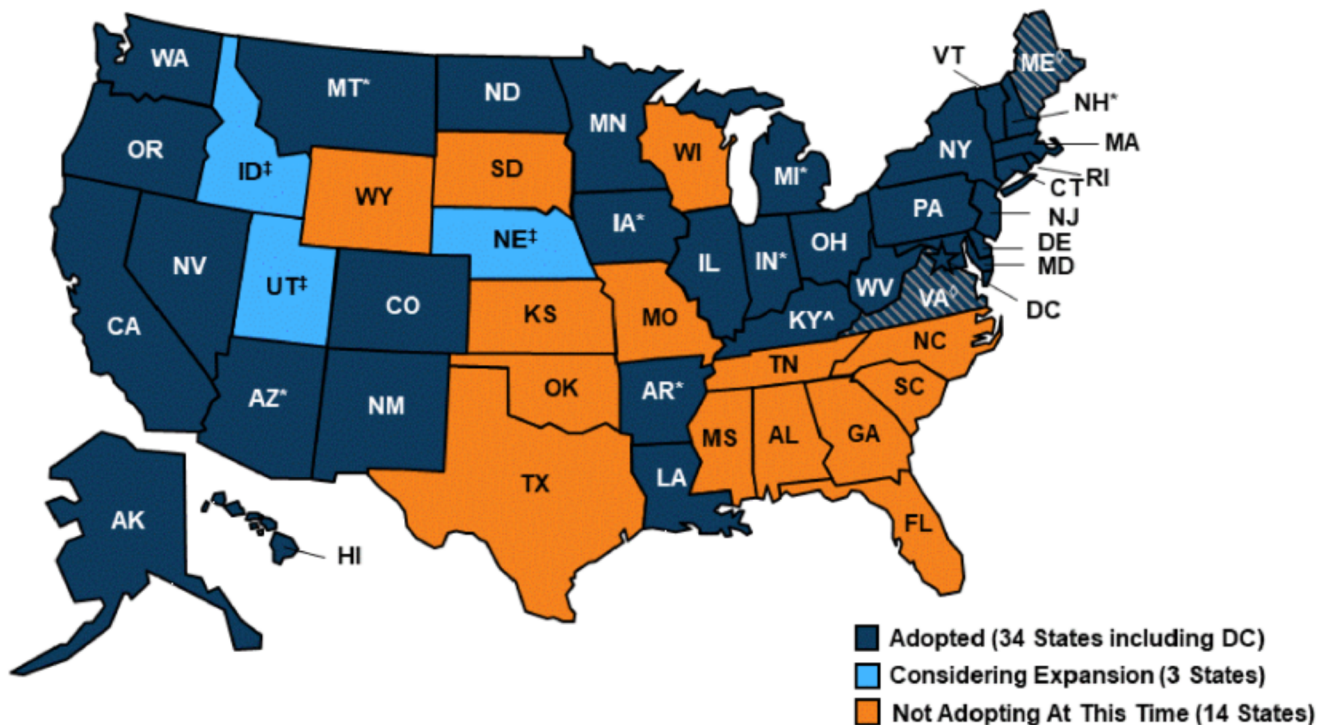 WA
MT*
ND
MN
VT
ME◊
NH*
OR
ID‡
WY
SD
WI
MI*
NY
MA
RI
CT
NV
UT‡
NE‡
IA*
IL
IN*
OH
PA
NJ
DE
MD
DC
CA
CO
KS
MO
KY^
WV
VA◊
AZ*
NM
OK
AR*
TN
NC
SC
TX
LA
MS
AL
GA
FL
AK
HI
Adopted (34 States including DC)
Considering Expansion (3 States)
Not Adopting At This Time (14 States)